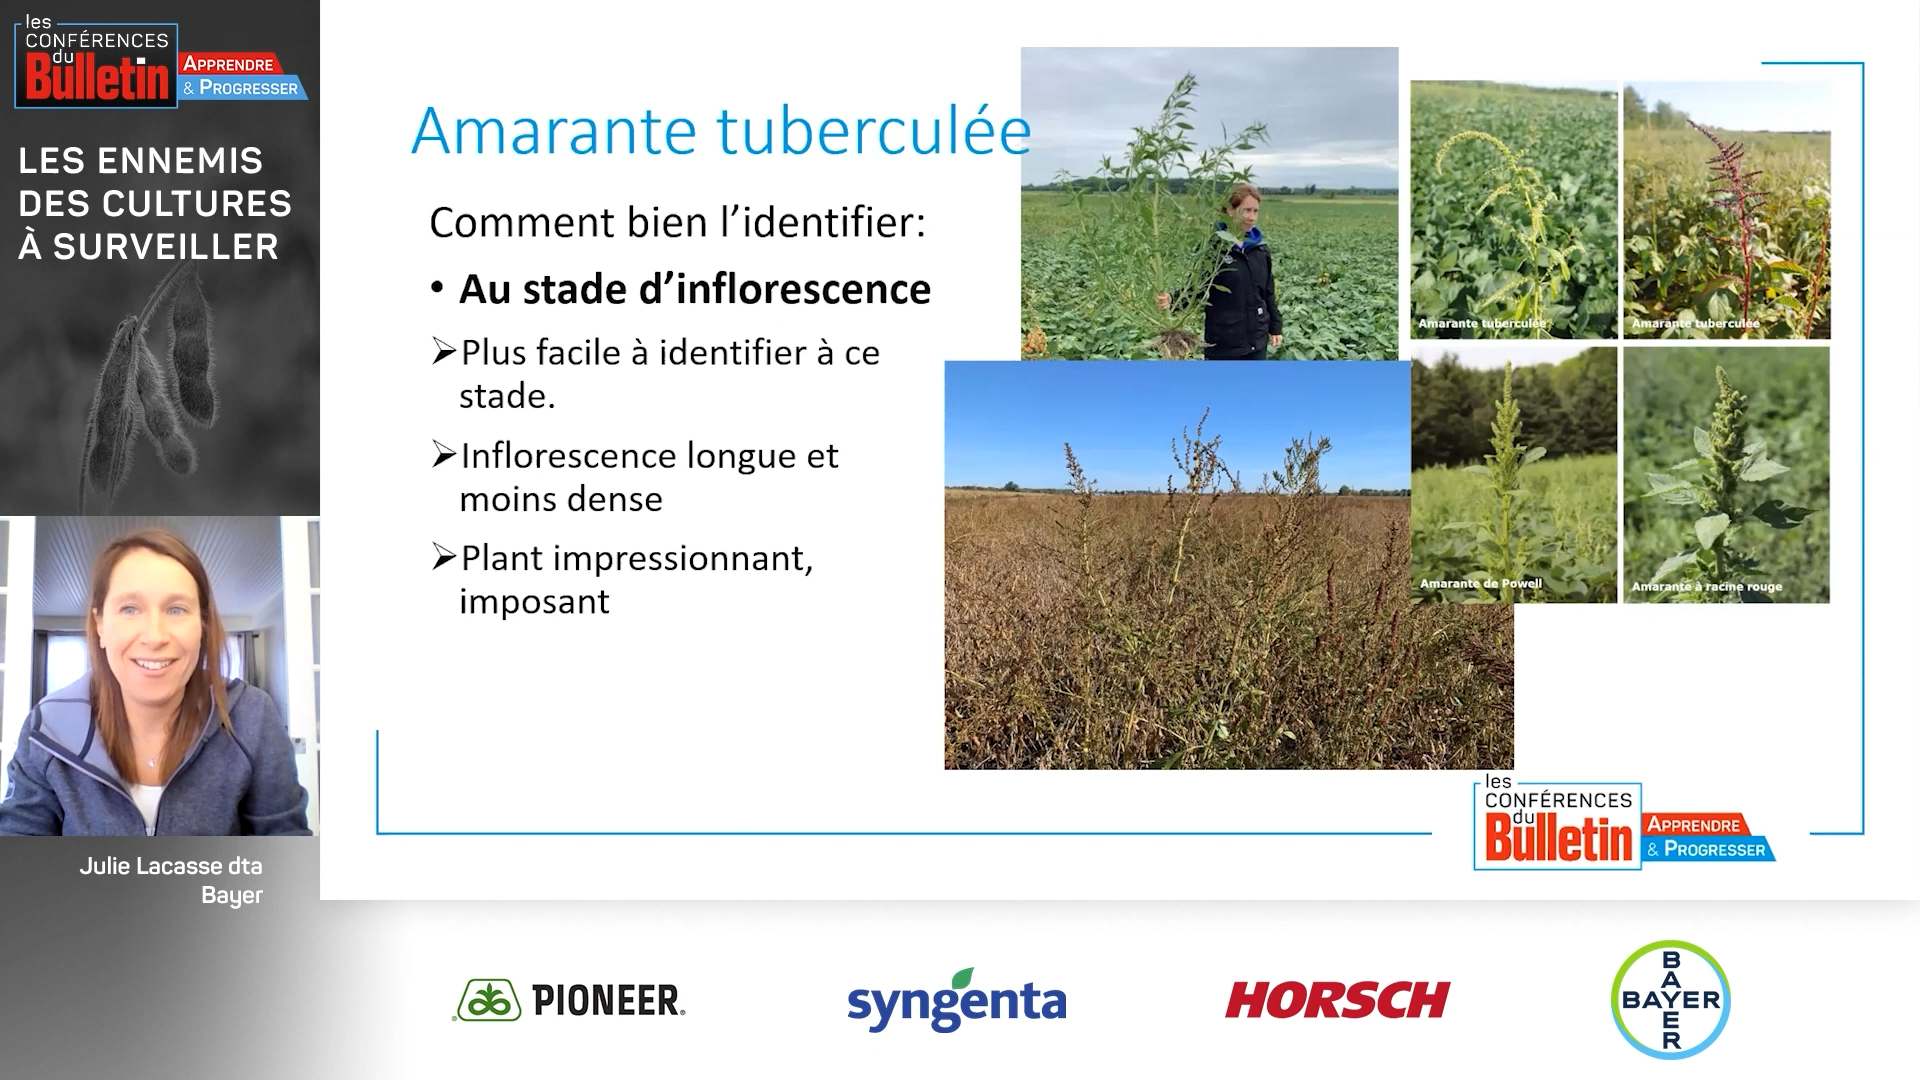 les
CONFÉRENCES
du
Bulletin
APPRENDRE
& PROGRESSER
LES ENNEMIS
DES CULTURES
À SURVEILLER
Julie Lacasse dta
Bayer
Amarante tuberculée
Comment bien l’identifier:
• Au stade d’inflorescence
➢Plus facile à identifier à ce
stade.
➢Inflorescence longue et
moins dense
➢Plant impressionnant,
imposant
Amarante tuberculée
Amarante tuberculée
Amarante de Powell
Amarante à racine rouge
les
CONFÉRENCES
du
Bulletin
APPRENDRE
& PROGRESSER
PIONEER
syngenta
HORSCH
BAYER
BAYER